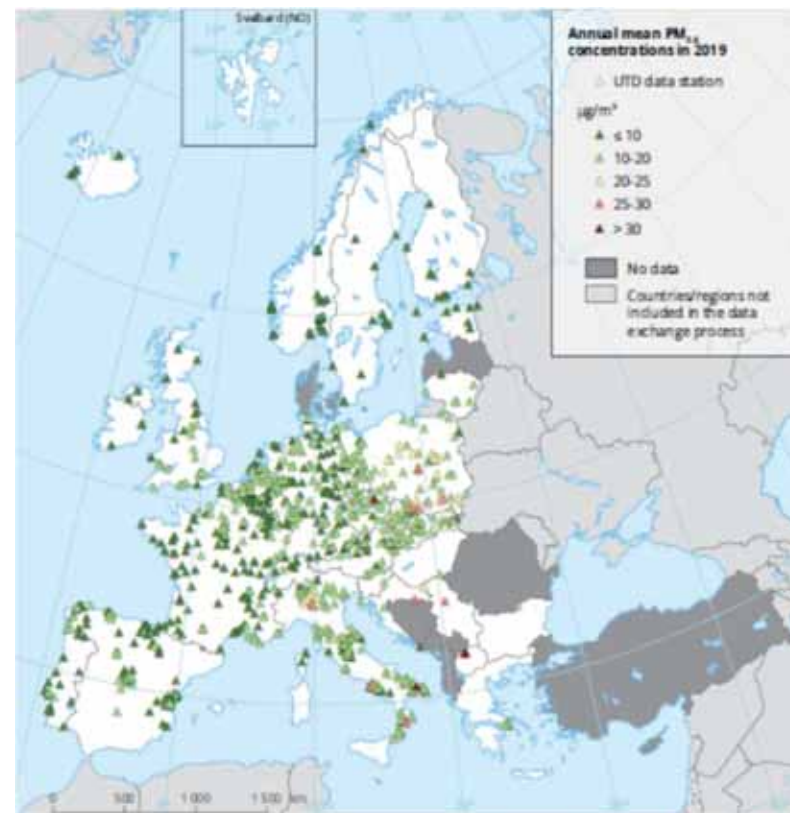 Svalbard (NO)
Annual mean PM₂.₅
concentrations in 2019
UTD data station
µg/m³
≤ 10
10-20
20-25
25-30
> 30
No data
Countries/regions not
included in the data
exchange process
0 500 1 000 1 500 km